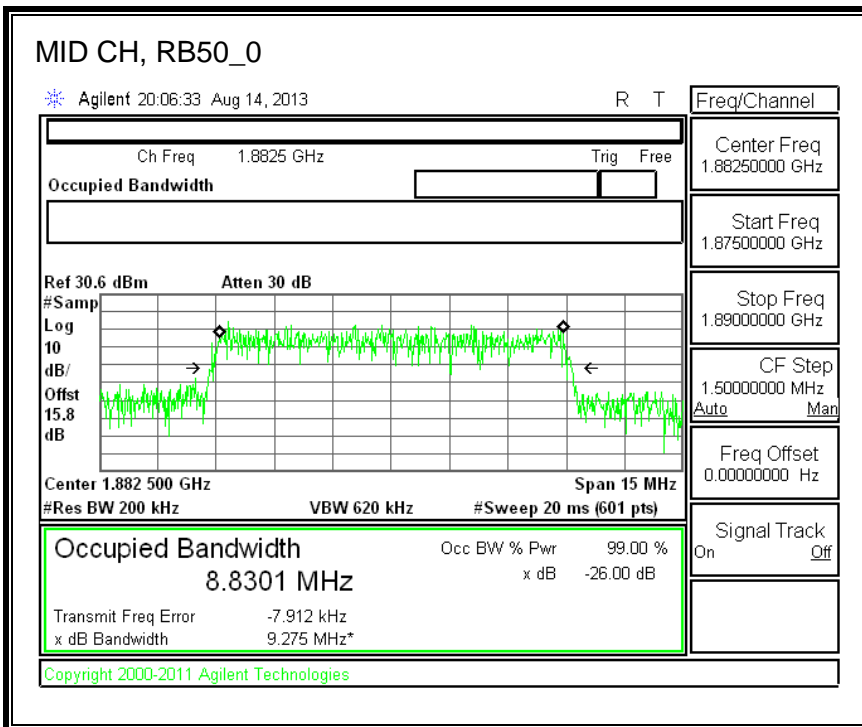 MID CH, RB50_0
Agilent 20:06:33 Aug 14, 2013 R T
Freq/Channel
Ch Freq 1.8825 GHz Trig Free
Occupied Bandwidth
Center Freq
1.88250000 GHz
Start Freq
1.87500000 GHz
Stop Freq
1.89000000 GHz
CF Step
1.50000000 MHz
Auto Man
Freq Offset
0.00000000 Hz
Signal Track
On Off
Ref 30.6 dBm Atten 30 dB
#Samp
Log
10
dB/
Offst
15.8
dB
Center 1.882 500 GHz Span 15 MHz
#Res BW 200 kHz VBW 620 kHz #Sweep 20 ms (601 pts)
Occupied Bandwidth Occ BW % Pwr 99.00 %
8.8301 MHz x dB -26.00 dB
Transmit Freq Error -7.912 kHz
x dB Bandwidth 9.275 MHz*
Copyright 2000-2011 Agilent Technologies